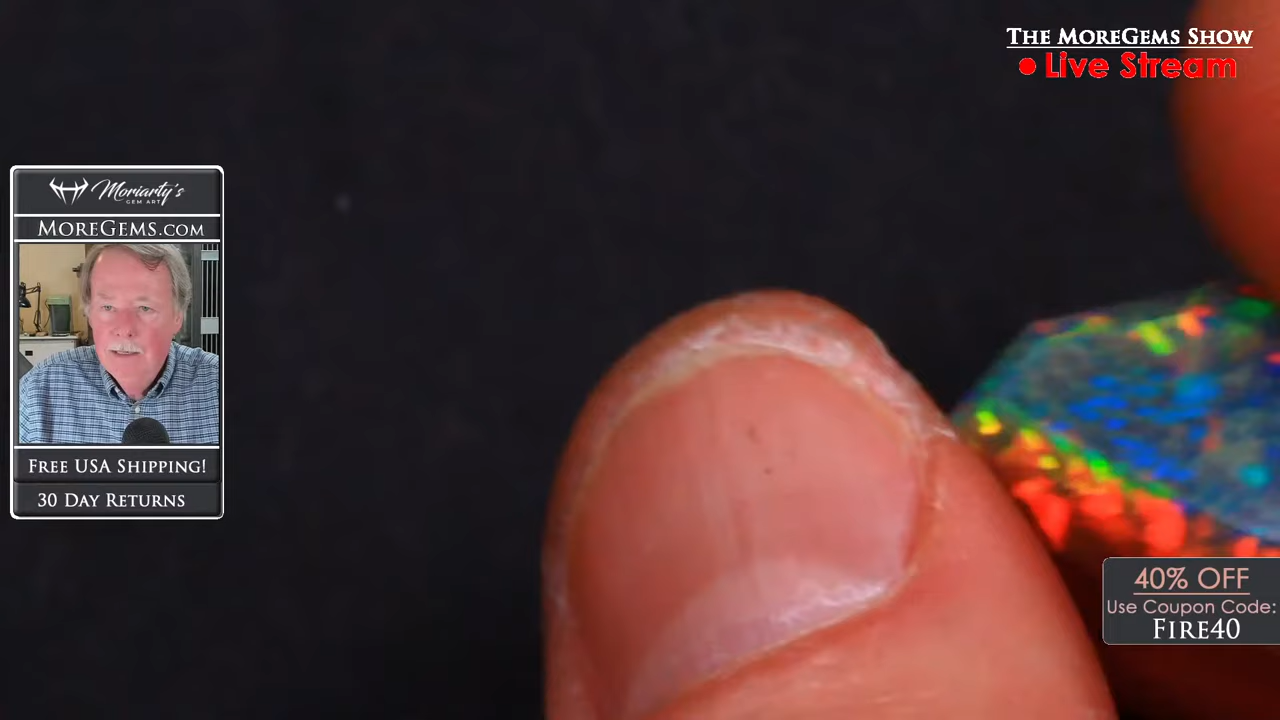 The MoreGems Show
Live Stream
Moriarty's
GEM ART
MoreGems.com
Free USA Shipping!
30 Day Returns
40% OFF
Use Coupon Code:
Fire40